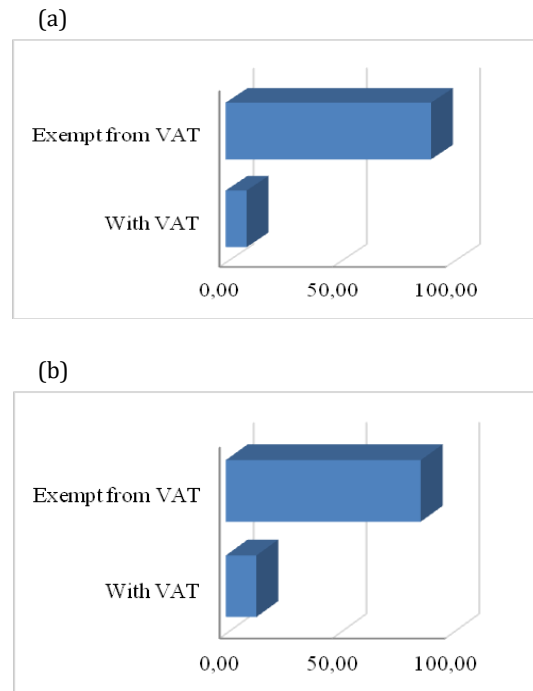 (a)
Exempt from VAT
With VAT
0,00 50,00 100,00
(b)
Exempt from VAT
With VAT
0,00 50,00 100,00